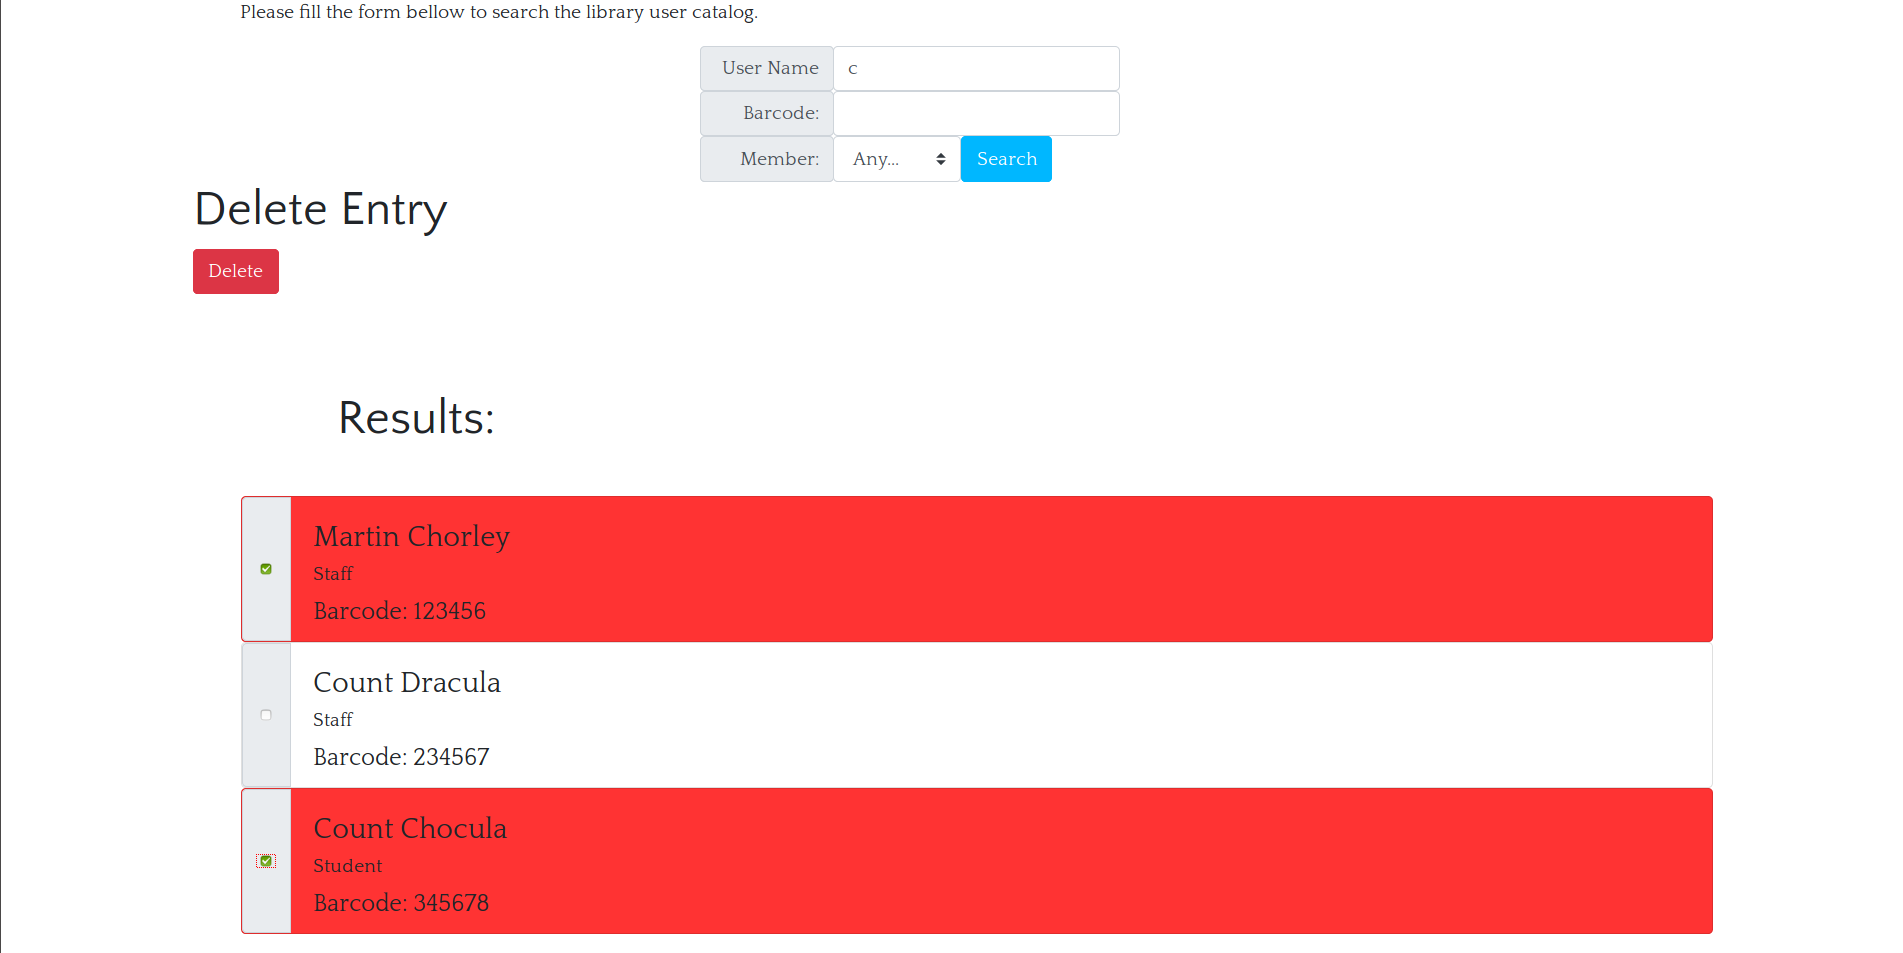 Please fill the form bellow to search the library user catalog.
User Name c
Barcode:
Member: Any... Search
Delete Entry
Delete
Results:
Martin Chorley
Staff
Barcode: 123456
Count Dracula
Staff
Barcode: 234567
Count Chocula
Student
Barcode: 345678